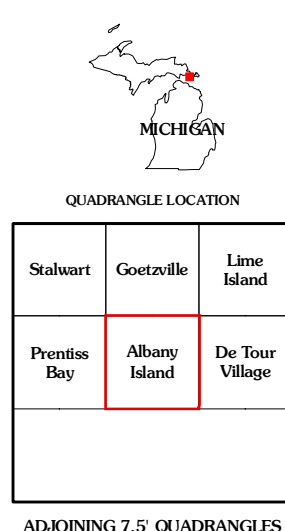 MICHIGAN
QUADRANGLE LOCATION
Stalwart
Goetzville
Lime
Island
Prentiss
Bay
Albany
Island
De Tour
Village
ADJOINING 7.5' QUADRANGLES